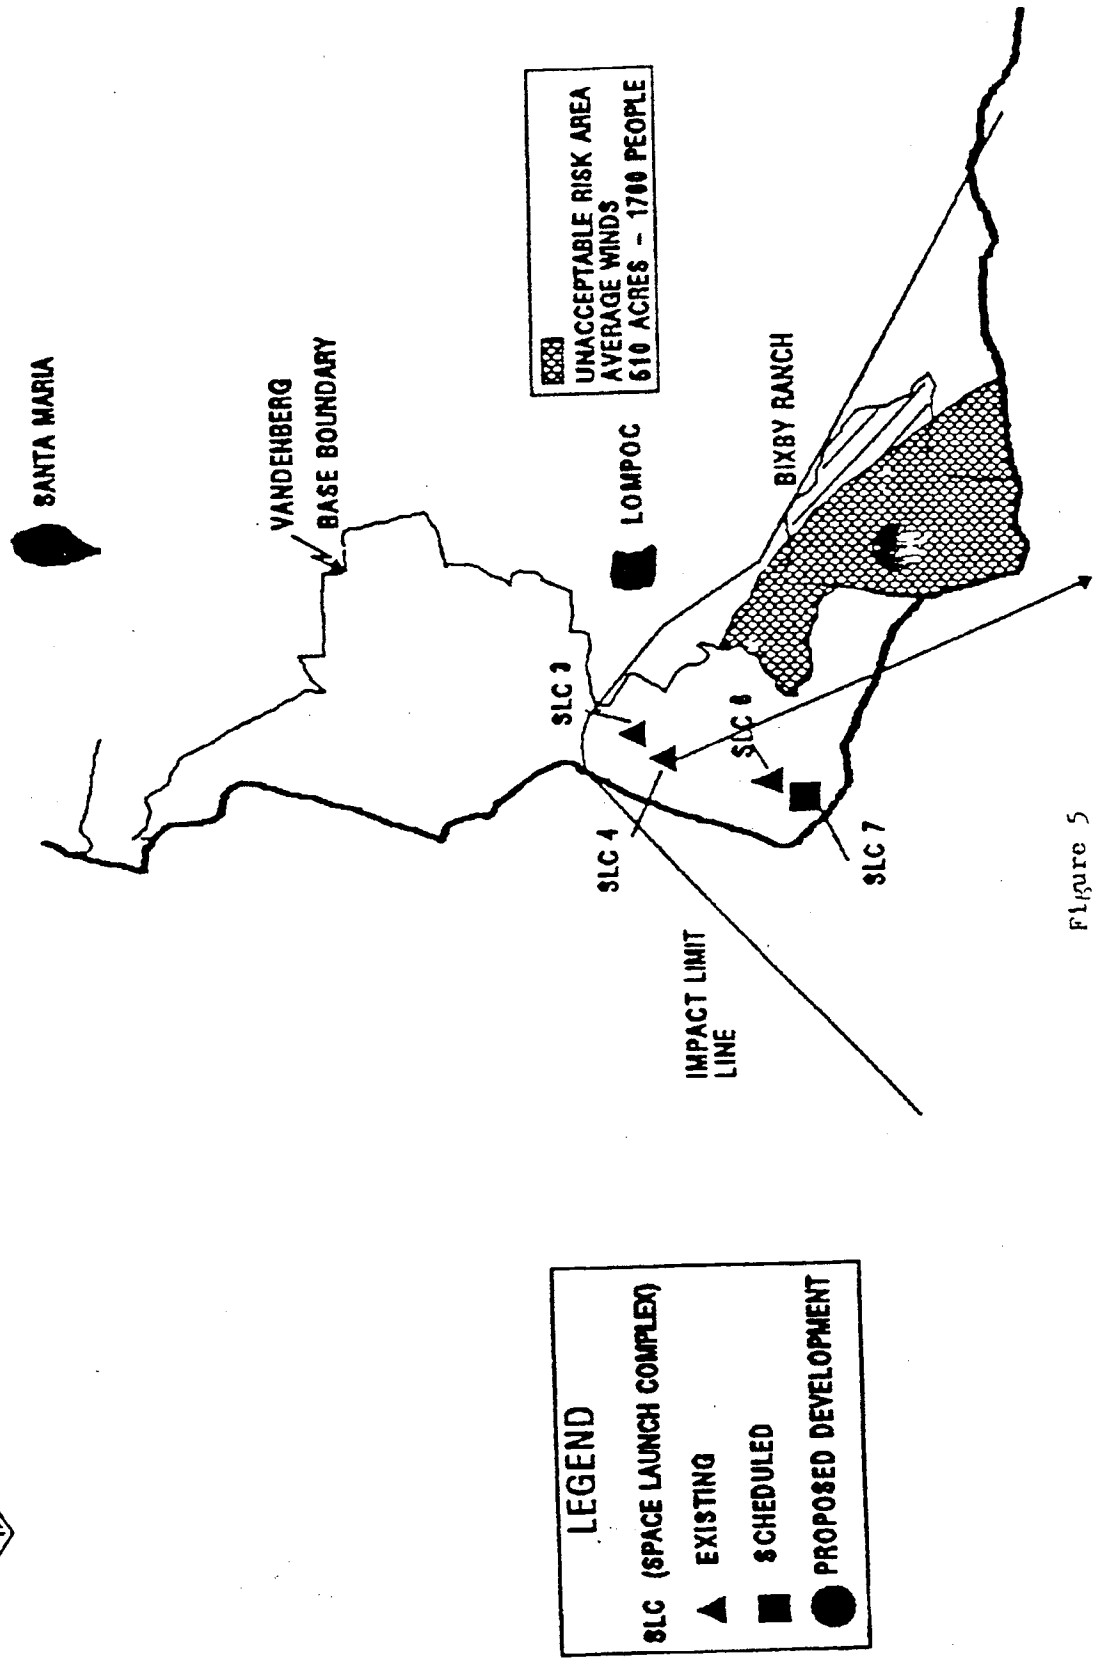 SANTA MARIA
VANDENBERG
BASE BOUNDARY
UNACCEPTABLE RISK AREA
AVERAGE WINDS
610 ACRES - 1700 PEOPLE
LOMPOC
BIXBY RANCH
SLC 3
SLC 4
SLC 6
SLC 7
IMPACT LIMIT
LINE
LEGEND
SLC (SPACE LAUNCH COMPLEX)
EXISTING
SCHEDULED
PROPOSED DEVELOPMENT
Figure 5